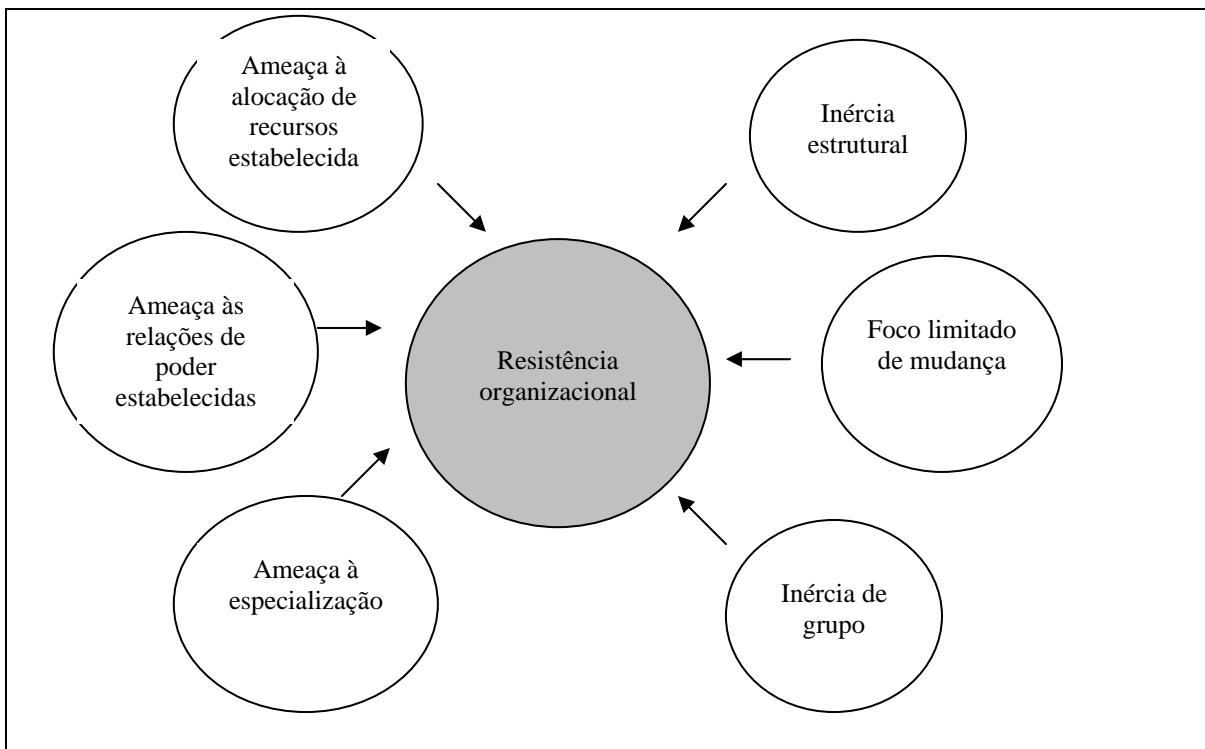 Ameaça à
alocação de
recursos
estabelecida
Inércia
estrutural
Ameaça às
relações de
poder
estabelecidas
Resistência
organizacional
Foco limitado
de mudança
Ameaça à
especialização
Inércia de
grupo